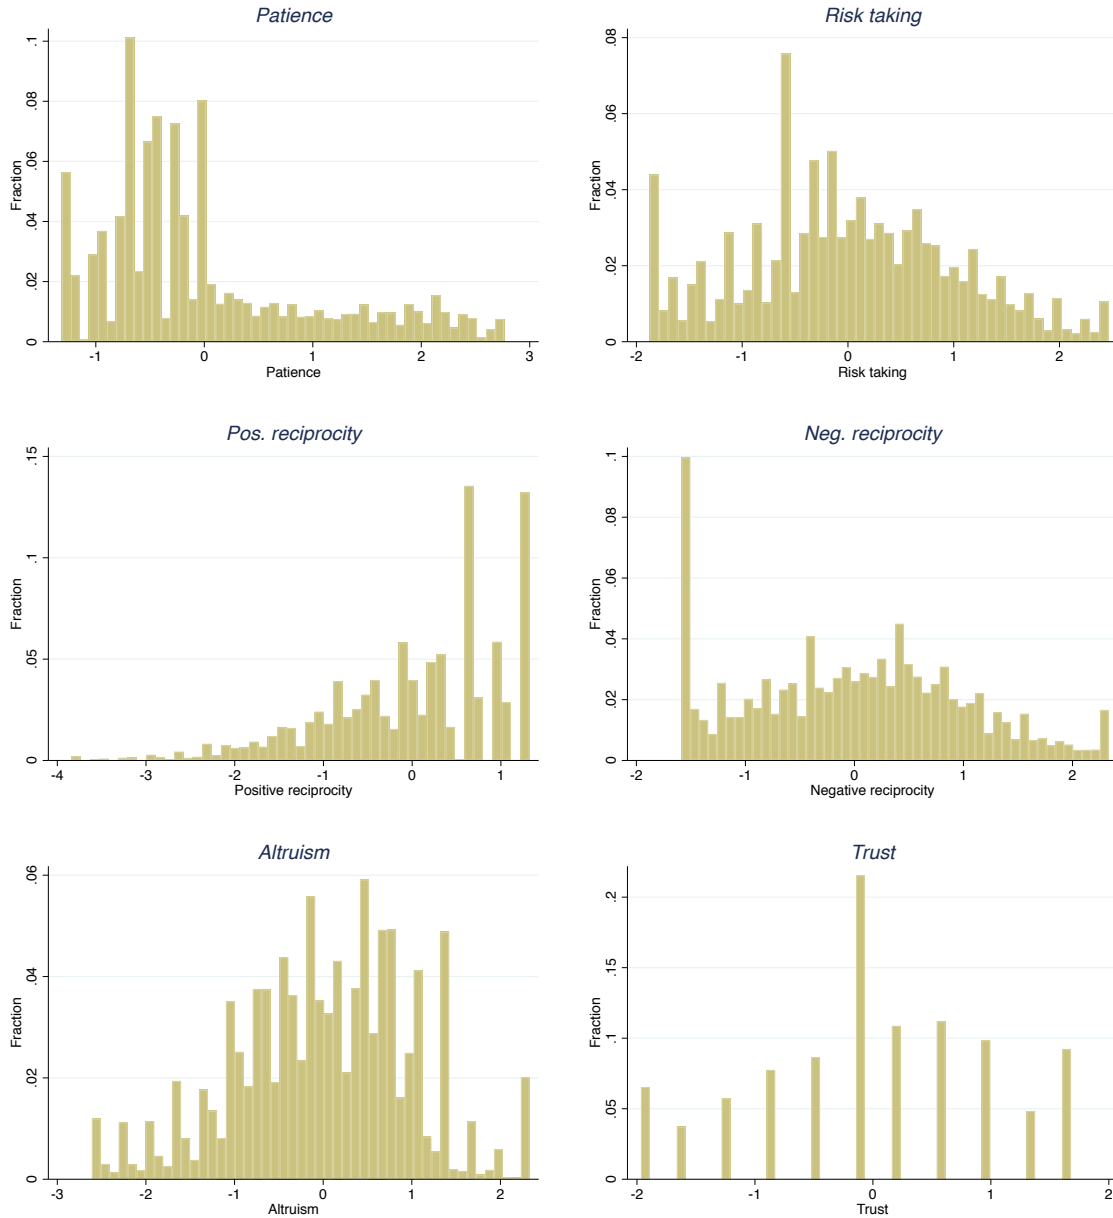 Patience
Fraction
0 .02 .04 .06 .08 .1
-1 0 1 2 3
Patience
Risk taking
Fraction
0 .02 .04 .06 .08
-2 -1 0 1 2
Risk taking
Pos. reciprocity
Fraction
0 .05 .1 .15
-4 -3 -2 -1 0 1
Positive reciprocity
Neg. reciprocity
Fraction
0 .02 .04 .06 .08 .1
-2 -1 0 1 2
Negative reciprocity
Altruism
Fraction
0 .02 .04 .06
-3 -2 -1 0 1 2
Altruism
Trust
Fraction
0 .05 .1 .15 .2
-2 -1 0 1 2
Trust